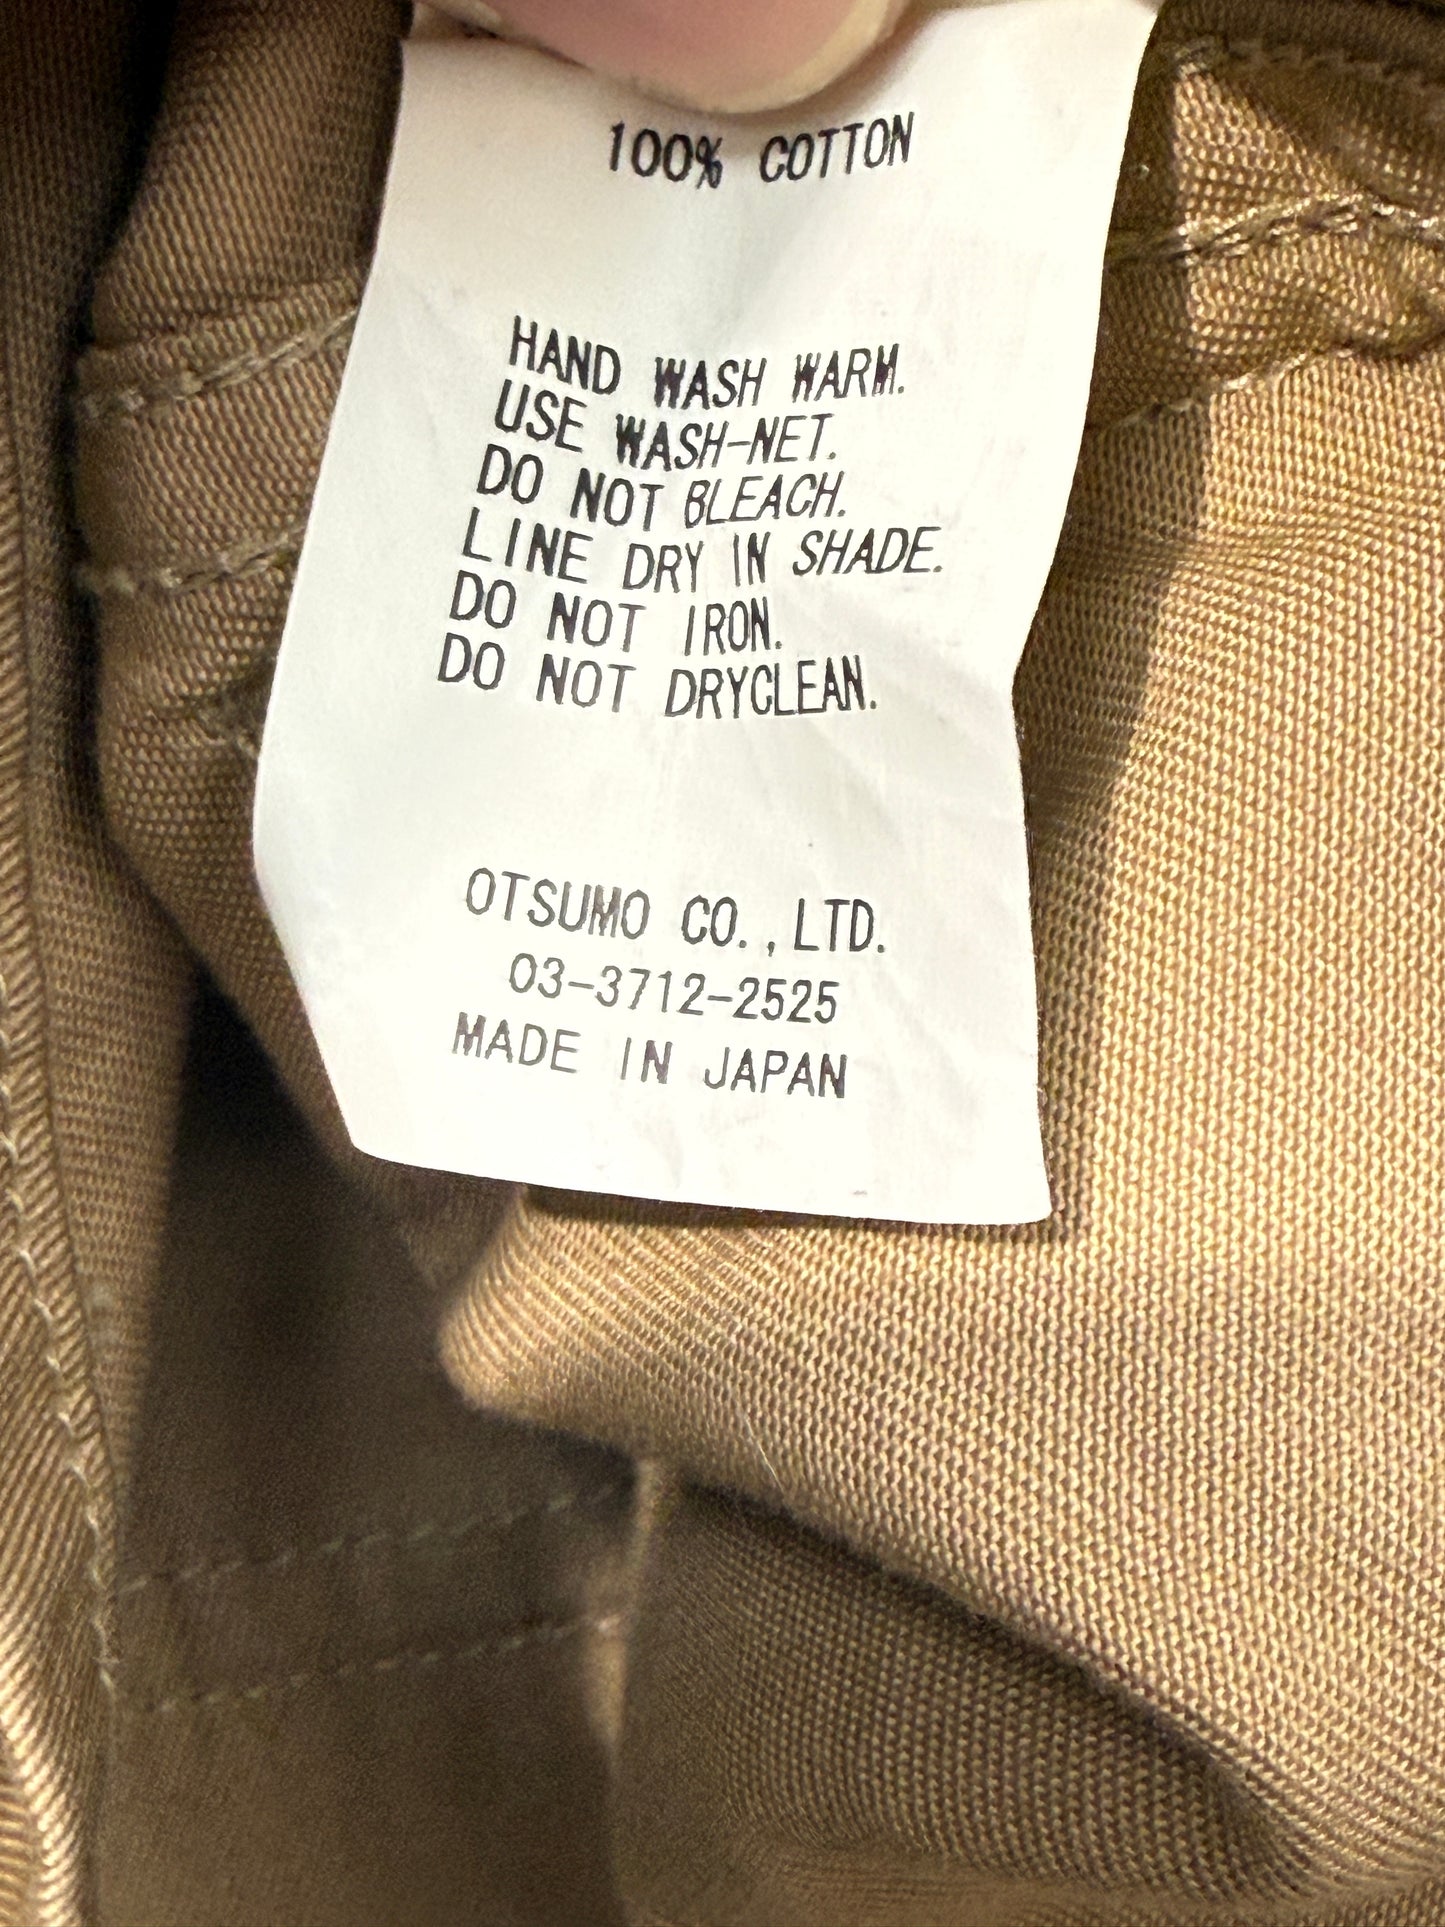 100% COTTON
HAND WASH WARM.
USE WASH-NET.
DO NOT BLEACH.
LINE DRY IN SHADE.
DO NOT IRON.
DO NOT DRYCLEAN.
OTSUMO CO.,LTD.
03-3712-2525
MADE IN JAPAN